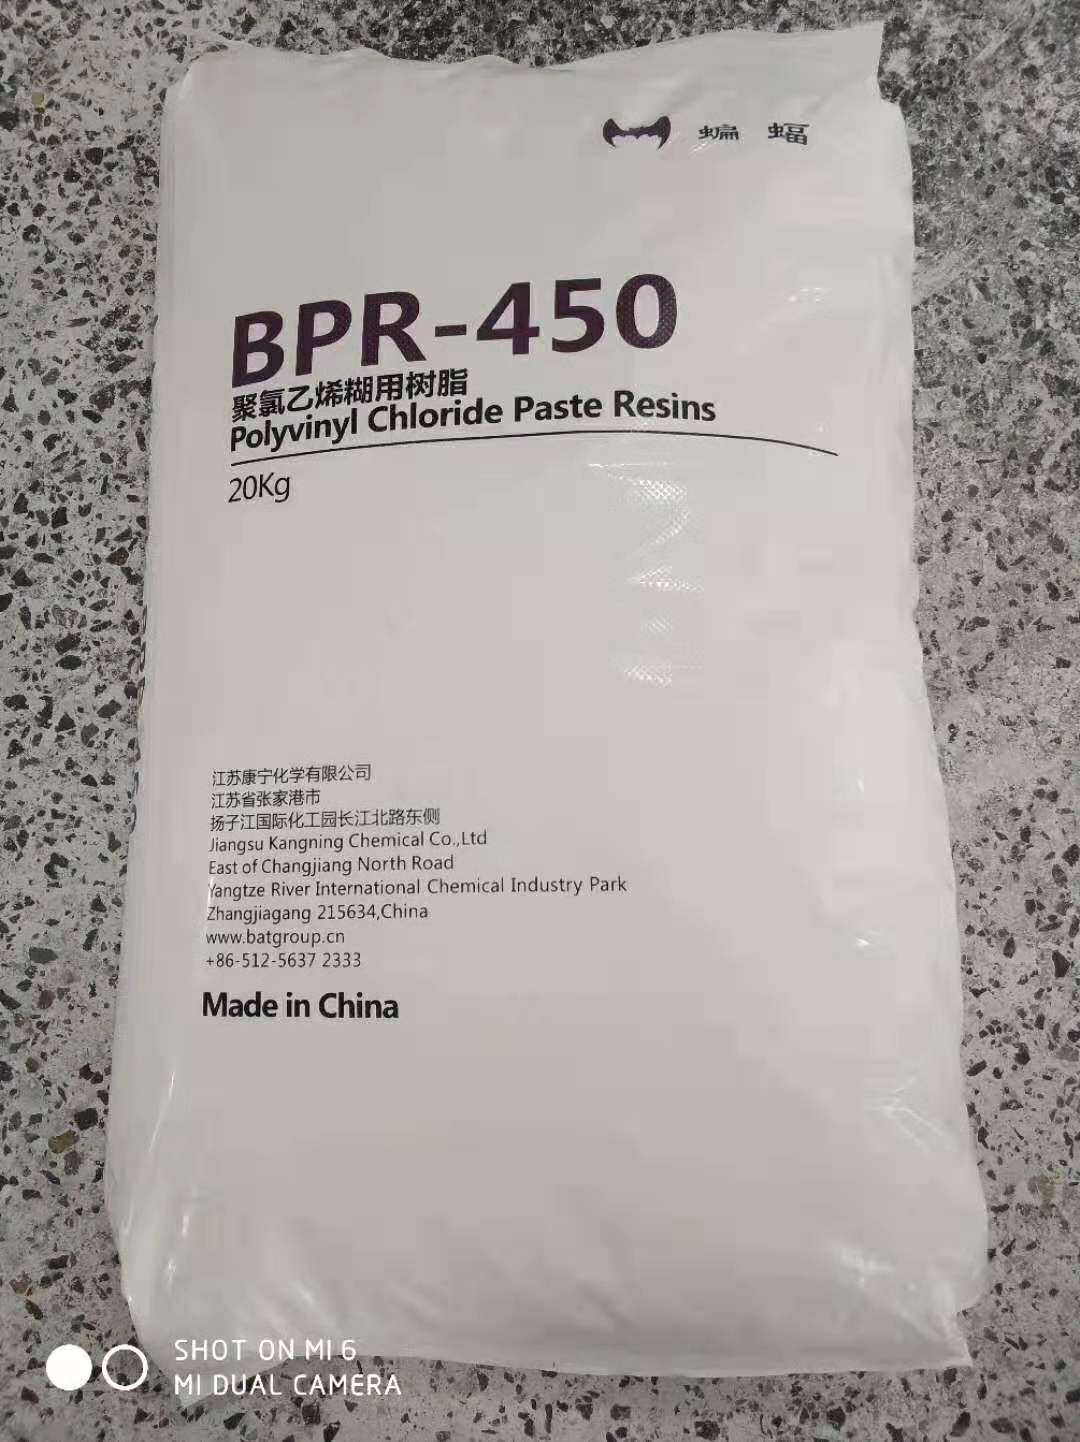 蝙 蝠
BPR-450
聚氯乙烯糊用树脂
Polyvinyl Chloride Paste Resins
20Kg
江苏康宁化学有限公司
江苏省张家港市
扬子江国际化工园长江北路东侧
Jiangsu Kangning Chemical Co.,Ltd
East of Changjiang North Road
Yangtze River International Chemical Industry Park
Zhangjiagang 215634,China
www.batgroup.cn
+86-512-5637 2333
Made in China
SHOT ON MI 6
MI DUAL CAMERA